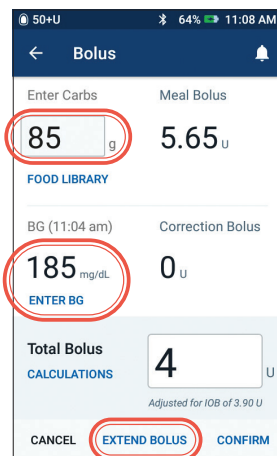 50+U 64% 11:08 AM
Bolus
Enter Carbs Meal Bolus
85 g 5.65 U
FOOD LIBRARY
BG (11:04 am) Correction Bolus
185 mg/dL 0 U
ENTER BG
Total Bolus 4 U
CALCULATIONS
Adjusted for IOB of 3.90 U
CANCEL EXTEND BOLUS CONFIRM